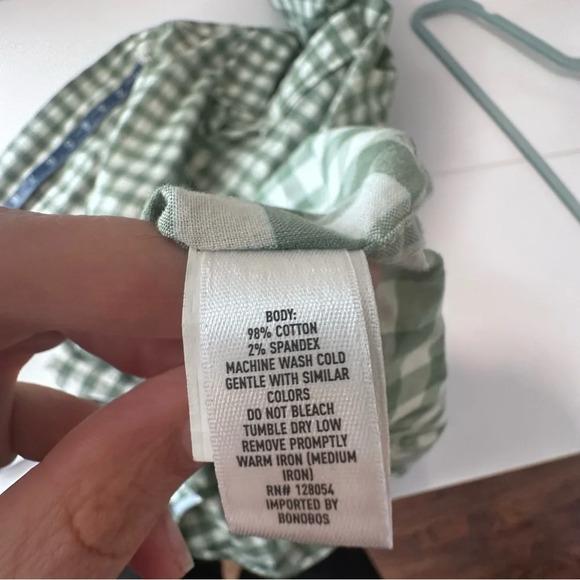 BODY:
98% COTTON
2% SPANDEX
MACHINE WASH COLD
GENTLE WITH SIMILAR
COLORS
DO NOT BLEACH
TUMBLE DRY LOW
REMOVE PROMPTLY
WARM IRON (MEDIUM
IRON)
RN# 128054
IMPORTED BY
BONOBOS